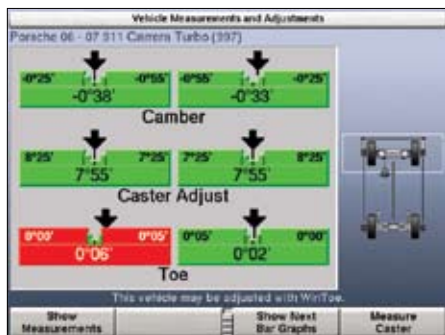 Vehicle Measurements and Adjustments
Porsche 06 - 07 911 Carrera Turbo (997)
-0°25' -0°55' -0°55' -0°25'
-0°38' -0°33'
Camber
8°25' 7°25' 7°25' 8°25'
7°55' 7°55'
Caster Adjust
0°00' 0°05' 0°05' 0°00'
0°06' 0°02'
Toe
This vehicle may be adjusted with WinToe.
Show Measurements
Show Next Bar Graphs
Measure Caster